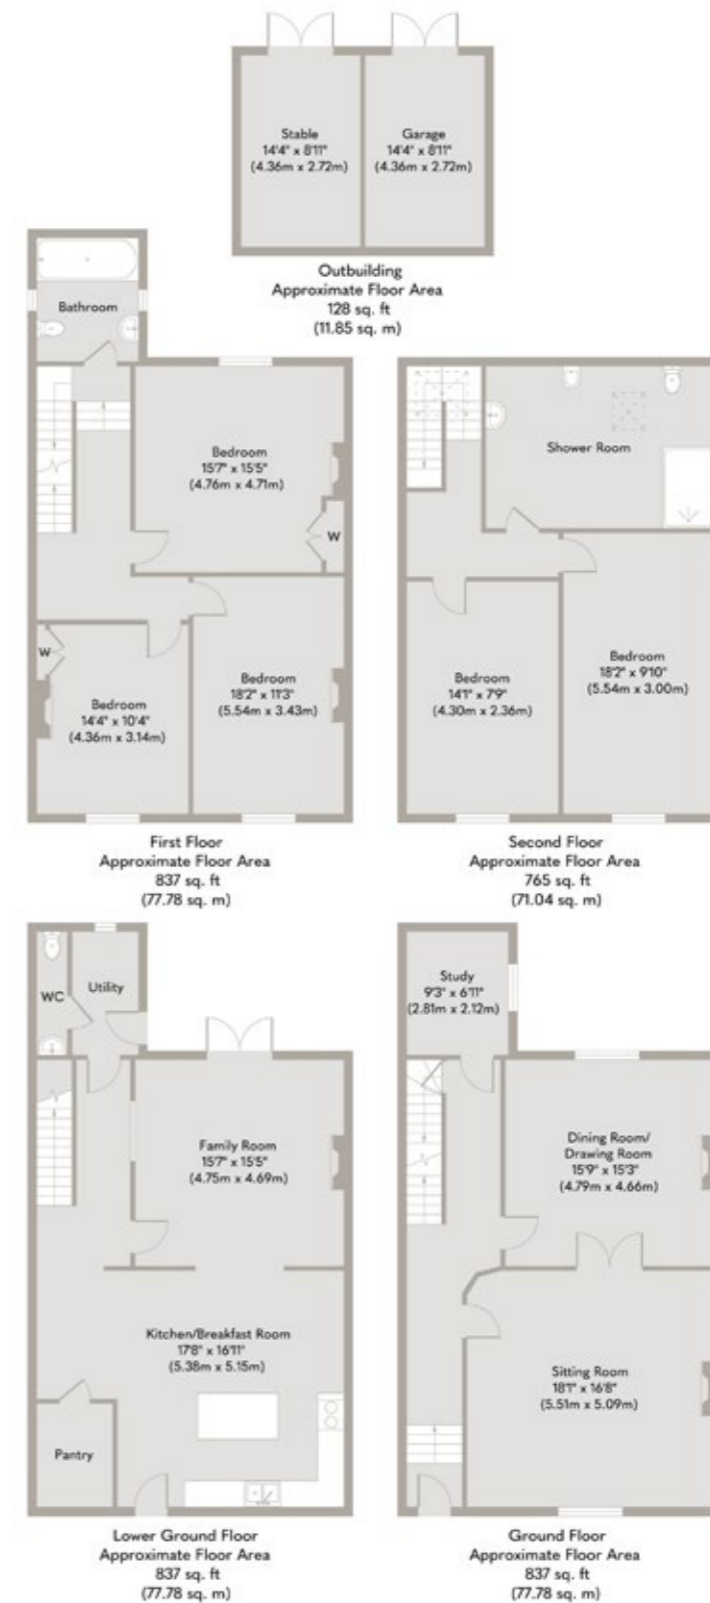 Stable
14'4" x 8'11"
(4.36m x 2.72m)
Garage
14'4" x 8'11"
(4.36m x 2.72m)
Outbuilding
Approximate Floor Area
128 sq. ft
(11.85 sq. m)
Bathroom
Bedroom
15'7" x 15'5"
(4.76m x 4.71m)
W
W
Bedroom
14'4" x 10'4"
(4.36m x 3.14m)
Bedroom
18'2" x 11'3"
(5.54m x 3.43m)
First Floor
Approximate Floor Area
837 sq. ft
(77.78 sq. m)
Shower Room
Bedroom
14'1" x 7'9"
(4.30m x 2.36m)
Bedroom
18'2" x 9'10"
(5.54m x 3.00m)
Second Floor
Approximate Floor Area
765 sq. ft
(71.04 sq. m)
WC
Utility
Family Room
15'7" x 15'5"
(4.75m x 4.69m)
Kitchen/Breakfast Room
17'8" x 16'11"
(5.38m x 5.15m)
Pantry
Lower Ground Floor
Approximate Floor Area
837 sq. ft
(77.78 sq. m)
Study
9'3" x 6'11"
(2.81m x 2.12m)
Dining Room/
Drawing Room
15'9" x 15'3"
(4.79m x 4.66m)
Sitting Room
18'1" x 16'8"
(5.51m x 5.09m)
Ground Floor
Approximate Floor Area
837 sq. ft
(77.78 sq. m)